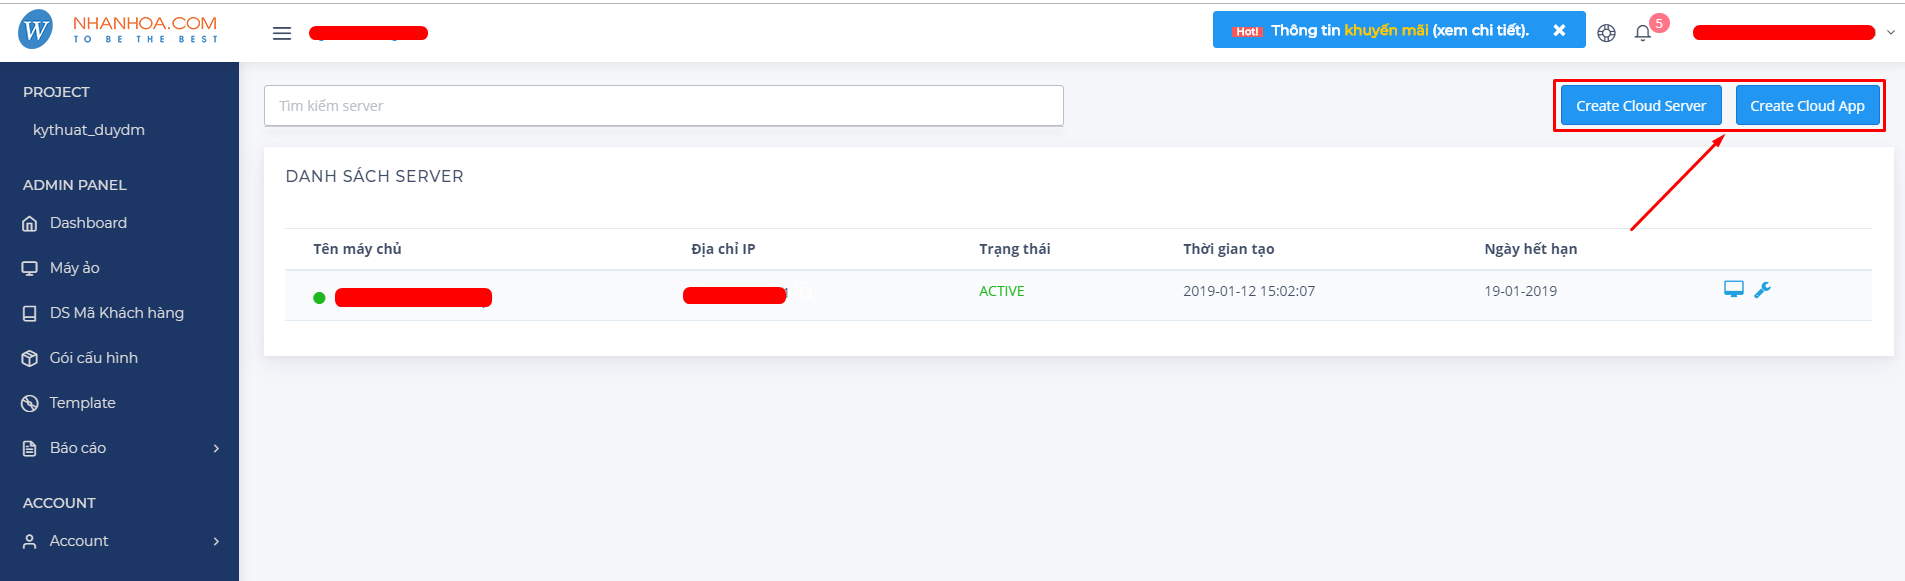 W NHANHOA.COM
TO BE THE BEST
Hot! Thông tin khuyến mãi (xem chi tiết).
5
PROJECT
kythuat_duydm
ADMIN PANEL
Dashboard
Máy ảo
DS Mã Khách hàng
Gói cấu hình
Template
Báo cáo
ACCOUNT
Account
Tìm kiếm server
Create Cloud Server Create Cloud App
DANH SÁCH SERVER
Tên máy chủ Địa chỉ IP Trạng thái Thời gian tạo Ngày hết hạn
ACTIVE 2019-01-12 15:02:07 19-01-2019